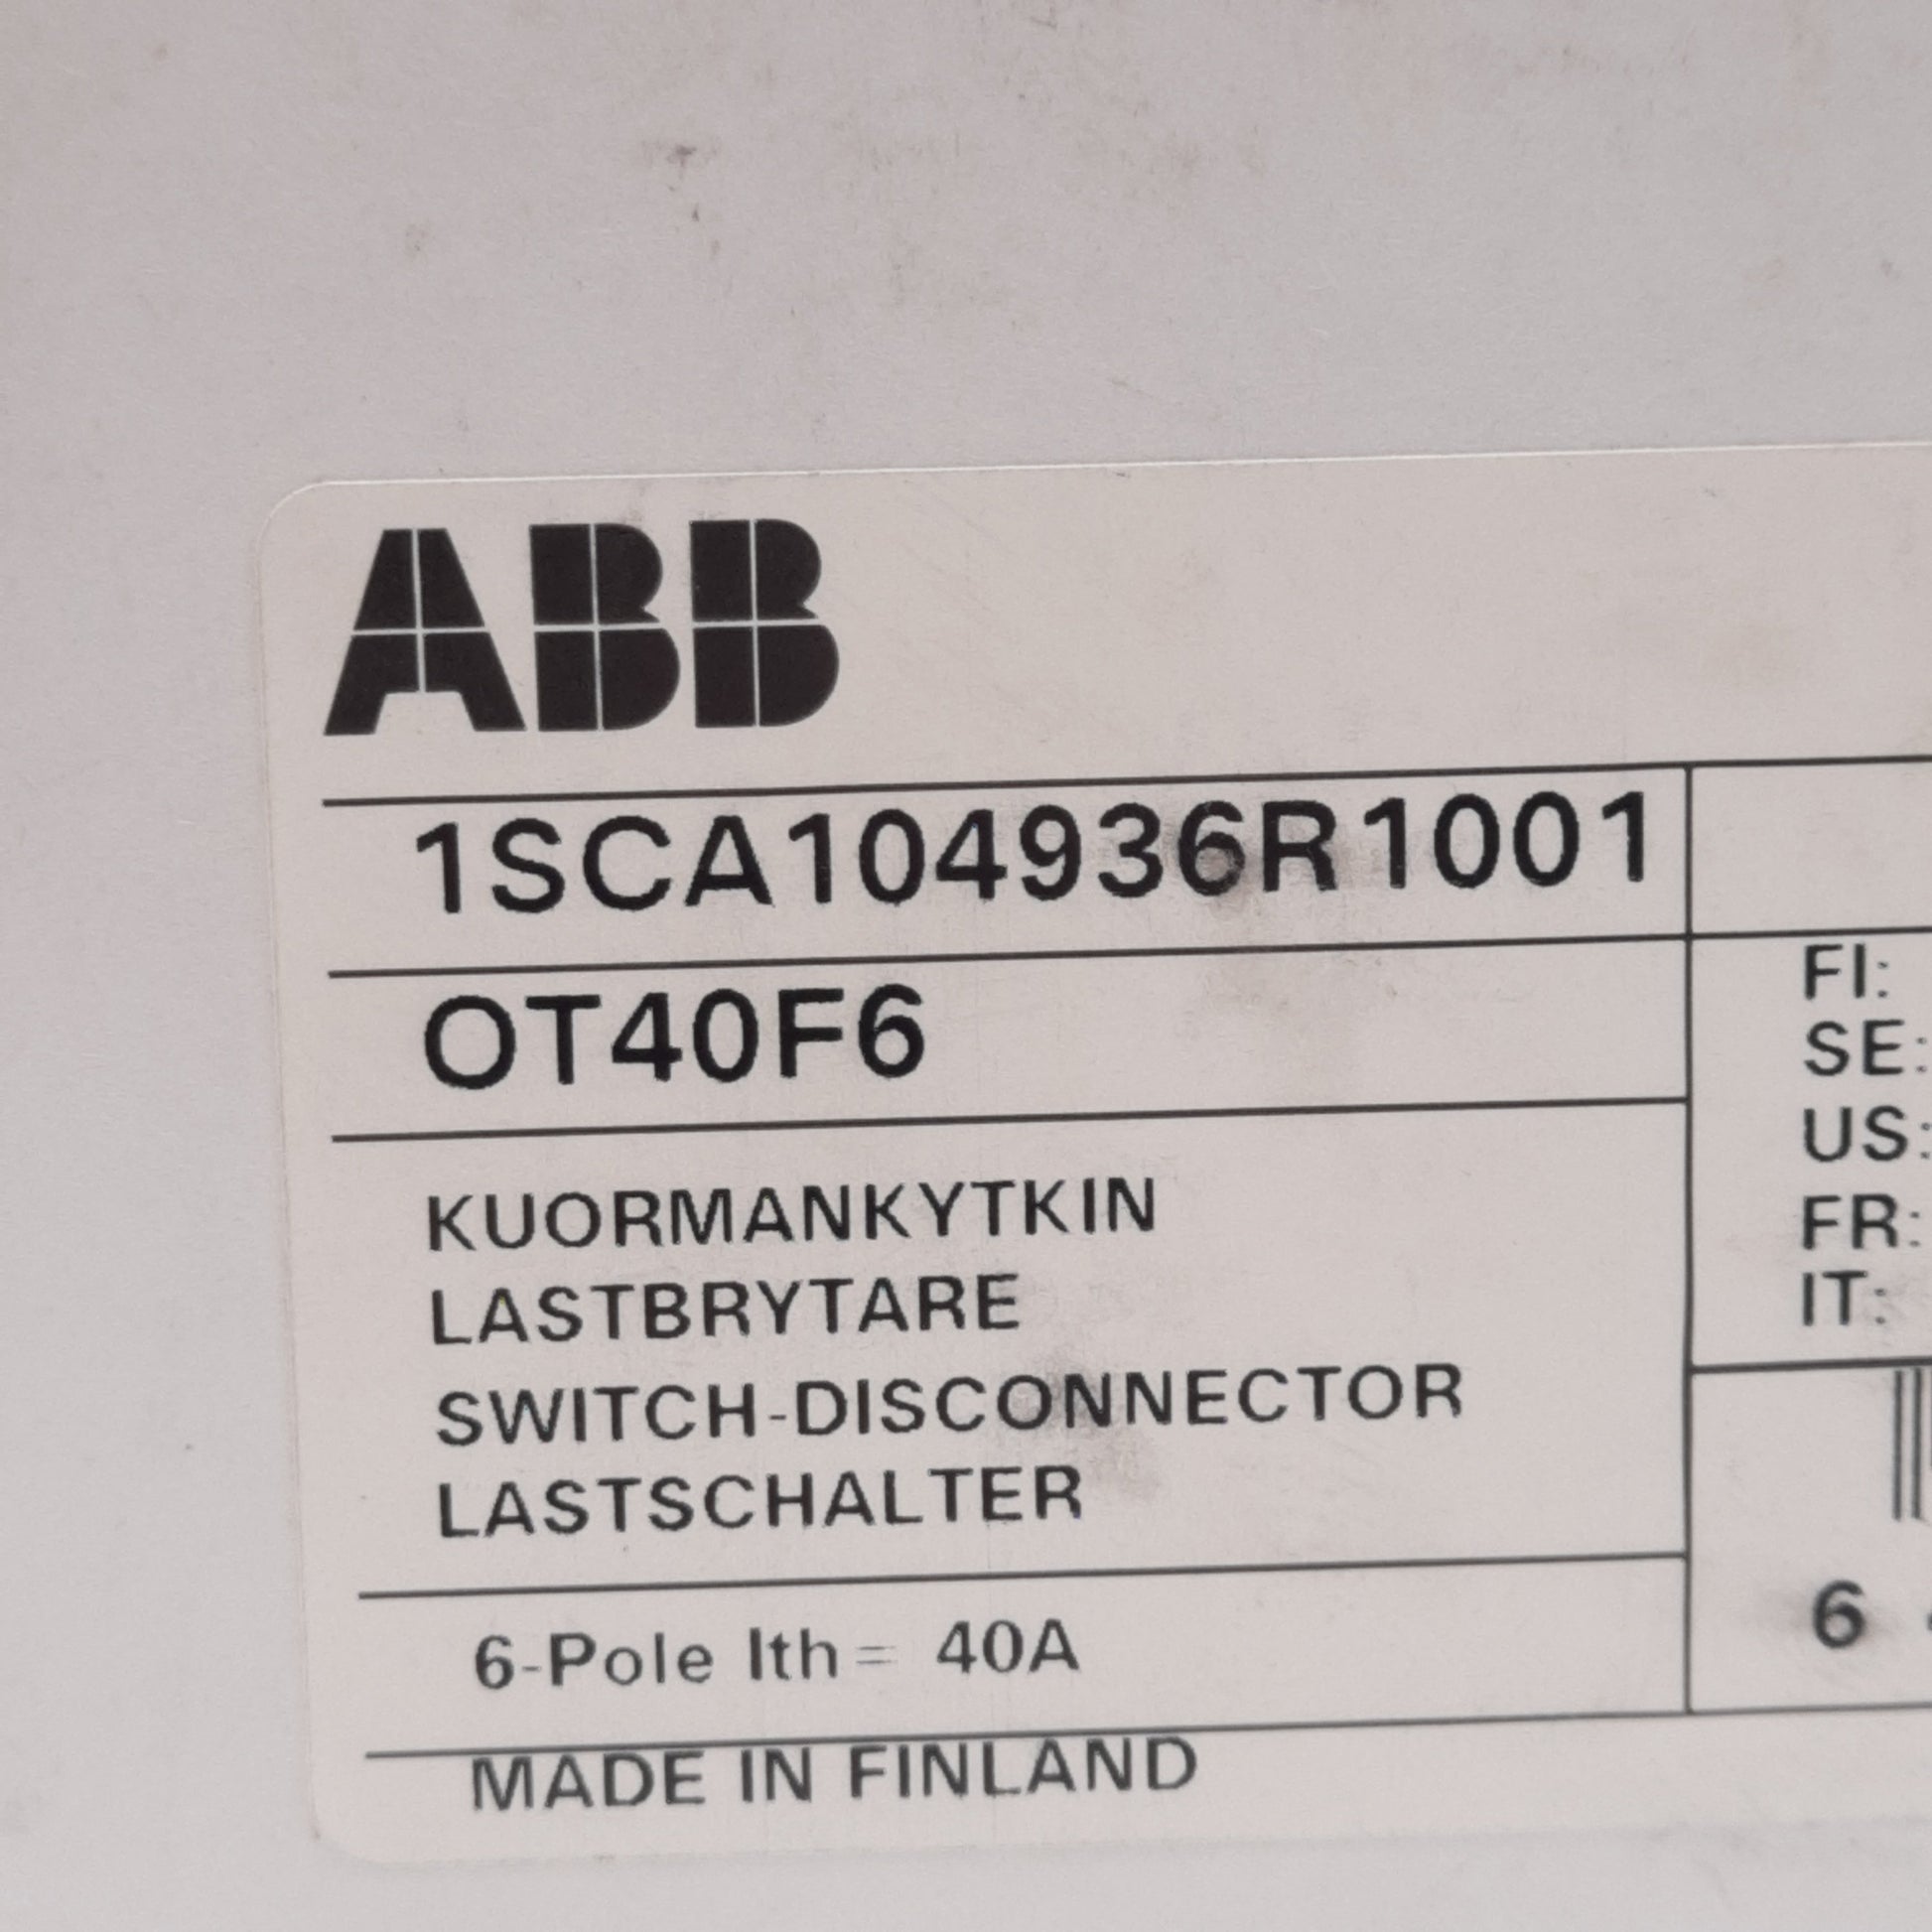 ABB
1SCA104936R1001
OT40F6
KUORMANKYTKIN
LASTBRYTARE
SWITCH-DISCONNECTOR
LASTSCHALTER
6-Pole Ith= 40A
MADE IN FINLAND
FI:
SE:
US:
FR:
IT:
6